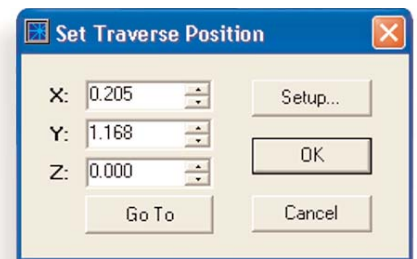 Set Traverse Position
X: 0.205
Y: 1.168
Z: 0.000
Go To
Setup...
OK
Cancel